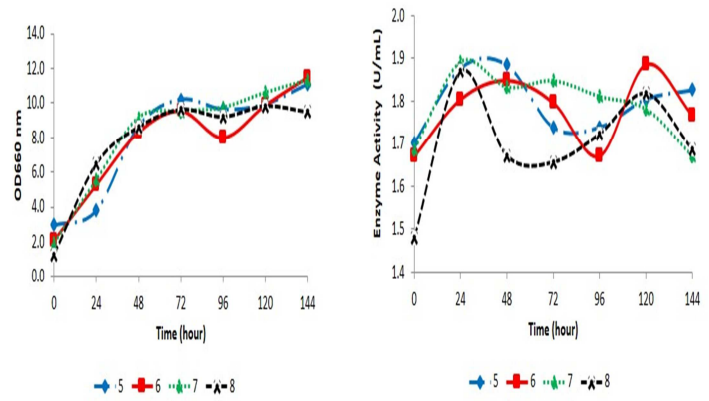 OD660 nm
14.0
12.0
10.0
8.0
6.0
4.0
2.0
0.0
0 24 48 72 96 120 144
Time (hour)
5 6 7 8
Enzyme Activity (U/mL)
2.0
1.9
1.8
1.7
1.6
1.5
1.4
0 24 48 72 96 120 144
Time (hour)
5 6 7 8